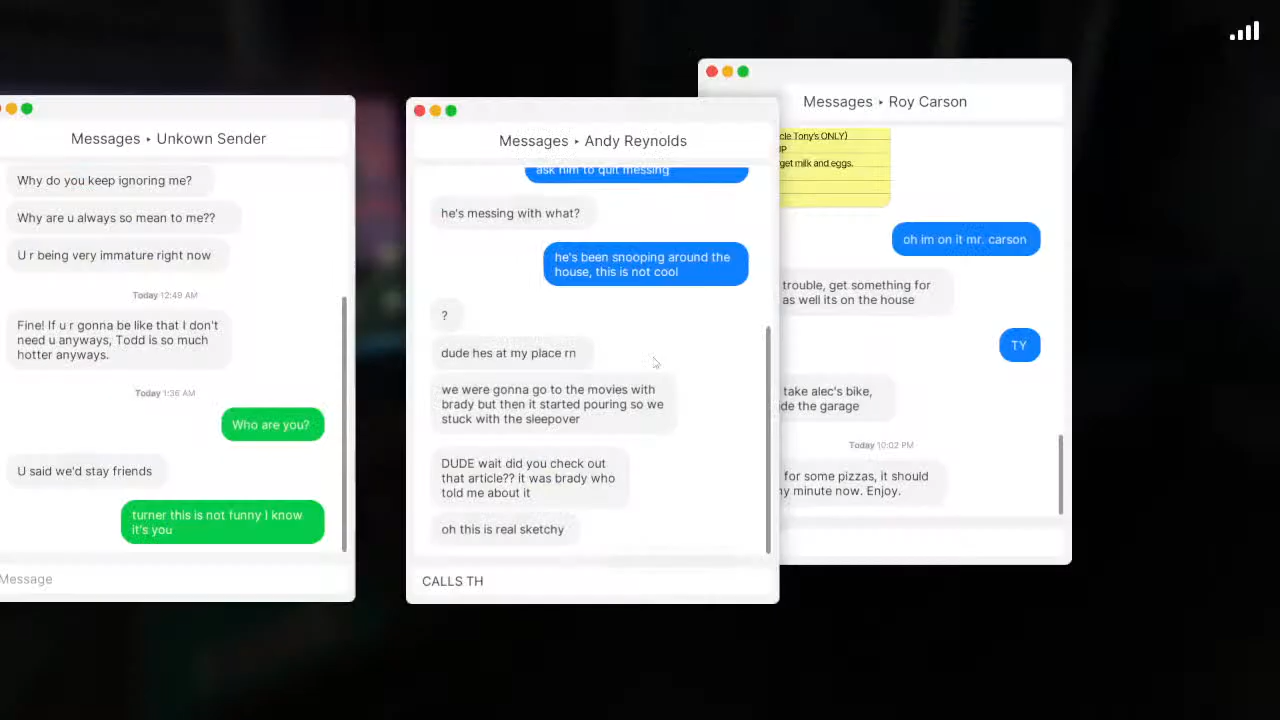 Messages ▸ Unkown Sender
Why do you keep ignoring me?
Why are u always so mean to me??
U r being very immature right now
Today 12:49 AM
Fine! If u r gonna be like that I don't
need u anyways, Todd is so much
hotter anyways.
Today 1:36 AM
Who are you?
U said we'd stay friends
turner this is not funny I know
it's you
Message
Messages ▸ Andy Reynolds
ask him to quit messing
he's messing with what?
he's been snooping around the
house, this is not cool
?
dude hes at my place rn
we were gonna go to the movies with
brady but then it started pouring so we
stuck with the sleepover
DUDE wait did you check out
that article?? it was brady who
told me about it
oh this is real sketchy
CALLS TH
Messages ▸ Roy Carson
Tony's ONLY)
get milk and eggs.
oh im on it mr. carson
trouble, get something for
as well its on the house
TY
take alec's bike,
the garage
Today 10:02 PM
for some pizzas, it should
minute now. Enjoy.